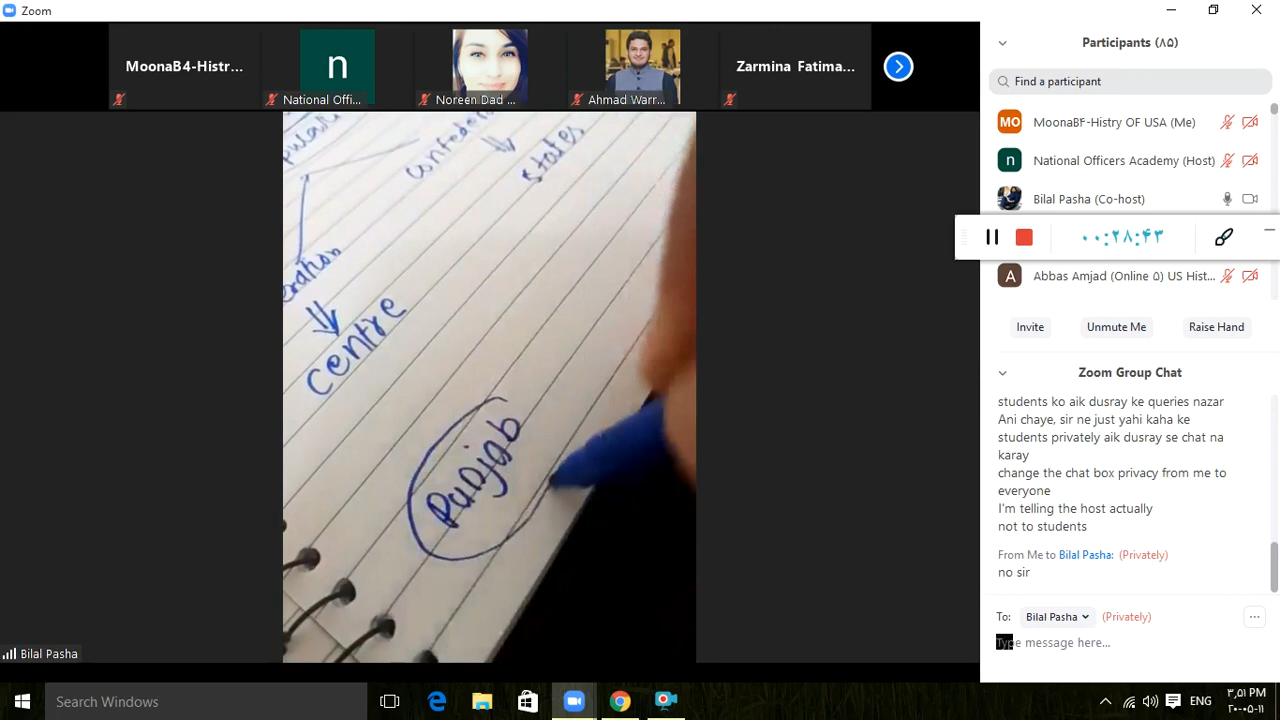 Zoom
MoonaB4-Histr...
n
National Offi...
Noreen Dad ...
Ahmad Warr...
Zarmina Fatima...
Participants (۸۵)
Find a participant
MO MoonaB۴-Histry OF USA (Me)
n National Officers Academy (Host)
Bilal Pasha (Co-host)
۰۰:۲۸:۴۳
A Abbas Amjad (Online ۵) US Hist...
Invite Unmute Me Raise Hand
Zoom Group Chat
students ko aik dusray ke queries nazar
Ani chaye, sir ne just yahi kaha ke
students privately aik dusray se chat na
karay
change the chat box privacy from me to
everyone
I'm telling the host actually
not to students
From Me to Bilal Pasha: (Privately)
no sir
To: Bilal Pasha (Privately)
Type message here...
states
centre
Punjab
Bilal Pasha
Search Windows
ENG
۳,۵۱ PM